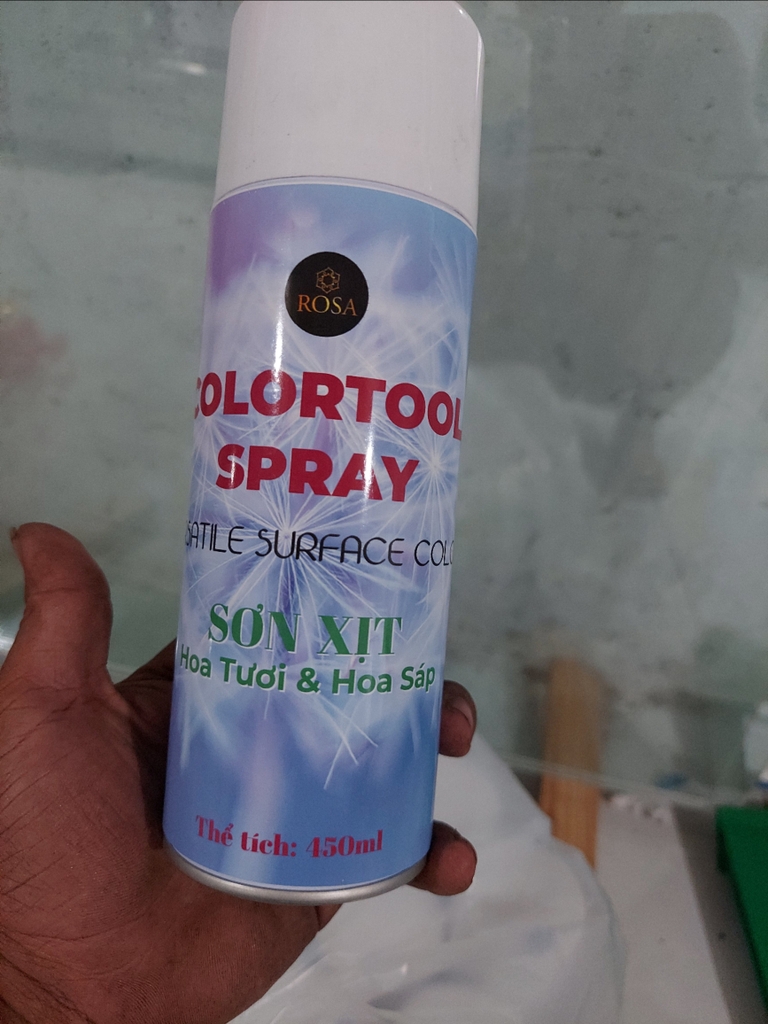 ROSA
COLORTOOL
SPRAY
SATILE SURFACE COLO
SƠN XỊT
Hoa Tươi & Hoa Sáp
Thể tích: 450ml